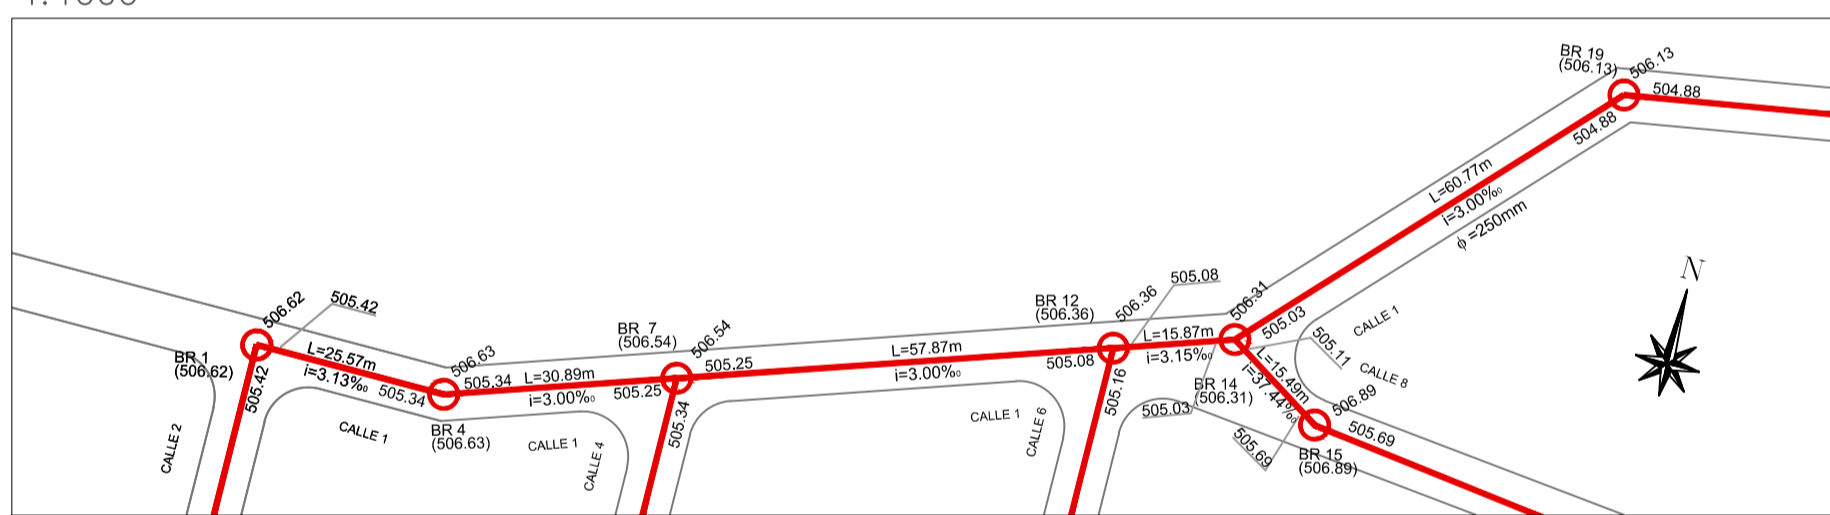 BR 19
(506.13)
506.13
504.88
504.88
L=60.77m
i=3.00‰
ϕ =250mm
N
505.08
506.31
BR 12
(506.36)
506.36
506.62
505.42
BR 7
(506.54)
506.54
L=15.87m
i=3.15‰
505.03
505.11
CALLE 1
BR 1
(506.62)
L=25.57m
i=3.13‰
506.63
505.34
L=30.89m
i=3.00‰
505.25
505.25
L=57.87m
i=3.00‰
505.08
505.42
505.34
505.34
505.16
BR 14
(506.31)
L=15.49m
i=37.44‰
CALLE 8
506.89
505.03
505.69
505.69
BR 15
(506.89)
BR 4
(506.63)
CALLE 2
CALLE 1
CALLE 1
CALLE 4
CALLE 1
CALLE 6